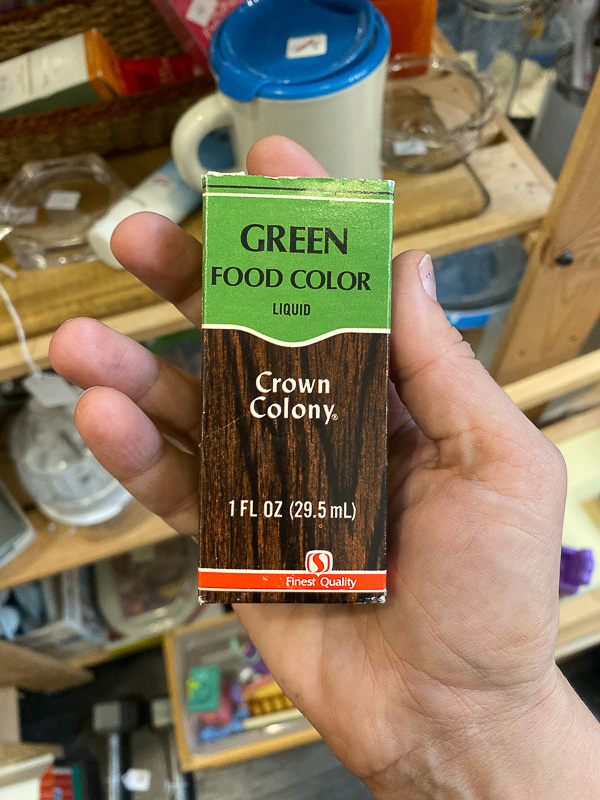 GREEN
FOOD COLOR
LIQUID
Crown
Colony®
1 FL OZ (29.5 mL)
S
Finest Quality